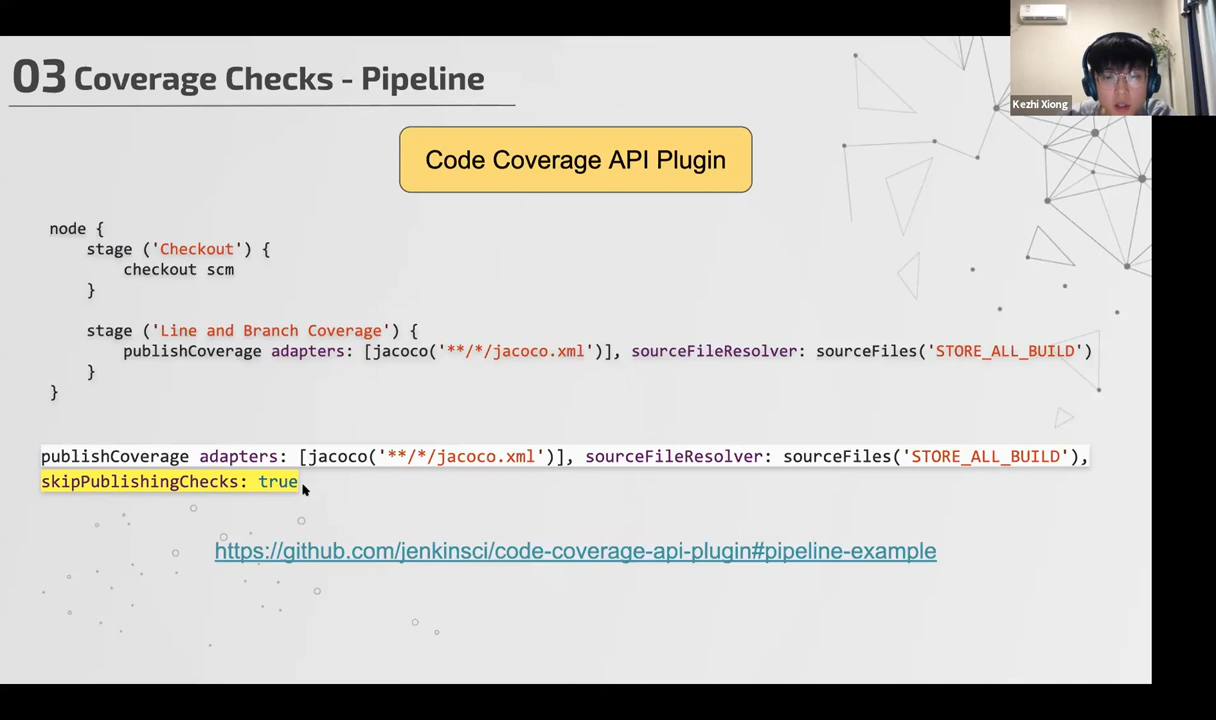 03 Coverage Checks - Pipeline
Kezhi Xiong
Code Coverage API Plugin
node {
stage ('Checkout') {
checkout scm
}
stage ('Line and Branch Coverage') {
publishCoverage adapters: [jacoco('**/*/jacoco.xml')], sourceFileResolver: sourceFiles('STORE_ALL_BUILD')
}
}
publishCoverage adapters: [jacoco('**/*/jacoco.xml')], sourceFileResolver: sourceFiles('STORE_ALL_BUILD'),
skipPublishingChecks: true
https://github.com/jenkinsci/code-coverage-api-plugin#pipeline-example